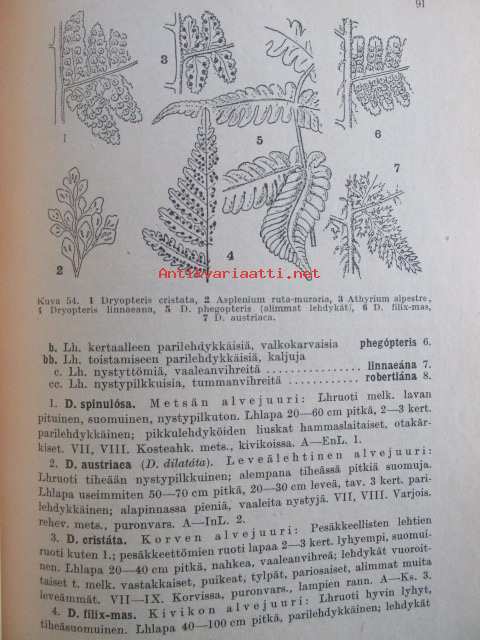 91
1
3
5
6
7
2
4
Antikvariaatti.net
Kuva 54. 1 Dryopteris cristata, 2 Asplenium ruta-muraria, 3 Athyrium alpestre,
4 Dryopteris linnaeana, 5 D. phegopteris (alimmat lehdykät), 6 D. filix-mas,
7 D. austriaca.
b. Lh. kertaalleen parilehdykkäisiä, valkokarvaisia phegópteris 6.
bb. Lh. toistamiseen parilehdykkäisiä, kaljuja
c. Lh. nystyttömiä, vaaleanvihreitä ................ linnaeána 7.
cc. Lh. nystypilkkuisia, tummanvihreitä ............ robertiána 8.
1. D. spinulósa. Metsän alvejuuri: Lhruoti melk. lavan
pituinen, suomuinen, nystypilkuton. Lhlapa 20—60 cm pitkä, 2—3 kert.
parilehdykkäinen; pikkulehdyköiden liuskat hammaslaitaiset, otakär-
kiset. VII, VIII. Kosteahk. mets., kivikoissa. A—EnL. 1.
2. D. austriaca (D. dilatáta). Leveälehtinen alvejuuri:
Lhruoti tiheään nystypilkkuinen; alempana tiheässä pitkiä suomuja.
Lhlapa useimmiten 50—70 cm pitkä, 20—30 cm leveä, tav. 3 kert. pari-
lehdykkäinen; alapinnassa pieniä, vaaleita nystyjä. VII, VIII. Varjois.
rehev. mets., puronvars. A—InL. 2.
3. D. cristáta. Korven alvejuuri: Pesäkkeellisten lehtien
ruoti kuten 1.; pesäkkeettömien ruoti lapaa 2—3 kert. lyhyempi, suomui-
nen. Lhlapa 20—40 cm pitkä, nahkea, vaaleanvihreä; lehdykät vuoroit-
taiset t. melk. vastakkaiset, puikeat, tylpät, pariosaiset, alimmat muita
leveämmät. VII—IX. Korvissa, puronvars., lampien rann. A—Ks. 3.
4. D. filix-mas. Kivikon alvejuuri: Lhruoti hyvin lyhyt,
tiheäsuomuinen. Lhlapa 40—100 cm pitkä, parilehdykkäinen; lehdykät